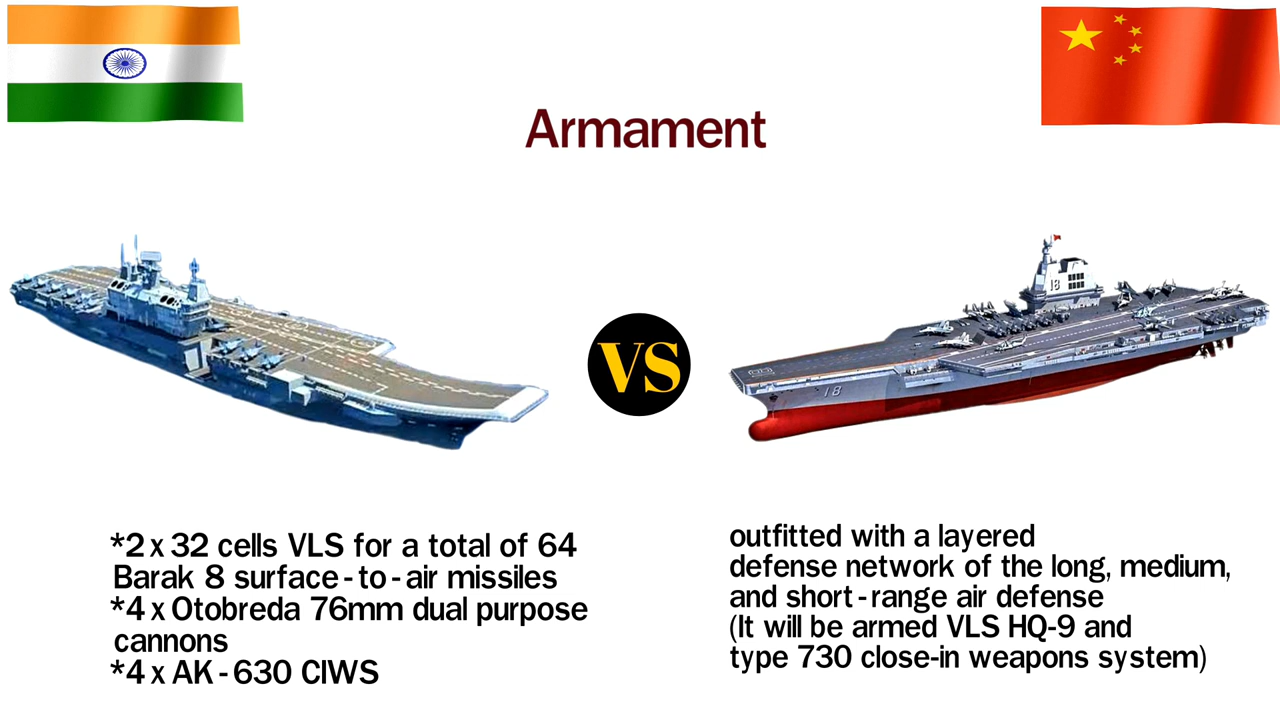 Armament
18
VS
18
*2 x 32 cells VLS for a total of 64
Barak 8 surface-to-air missiles
*4 x Otobreda 76mm dual purpose
cannons
*4 x AK-630 CIWS
outfitted with a layered
defense network of the long, medium,
and short-range air defense
(It will be armed VLS HQ-9 and
type 730 close-in weapons system)